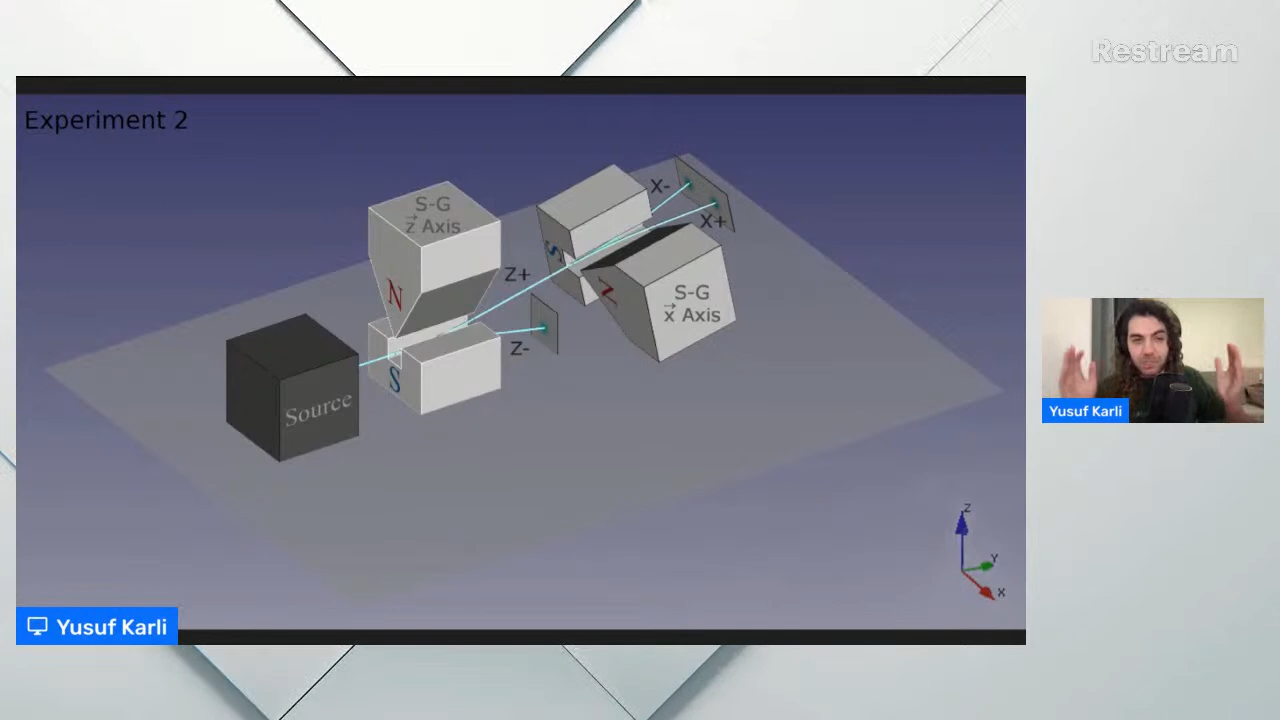 Restream
Experiment 2
S-G
z⃗ Axis
N
S
Source
Z+
Z-
X-
X+
S
N
S-G
x⃗ Axis
Z
Y
X
Yusuf Karli
Yusuf Karli